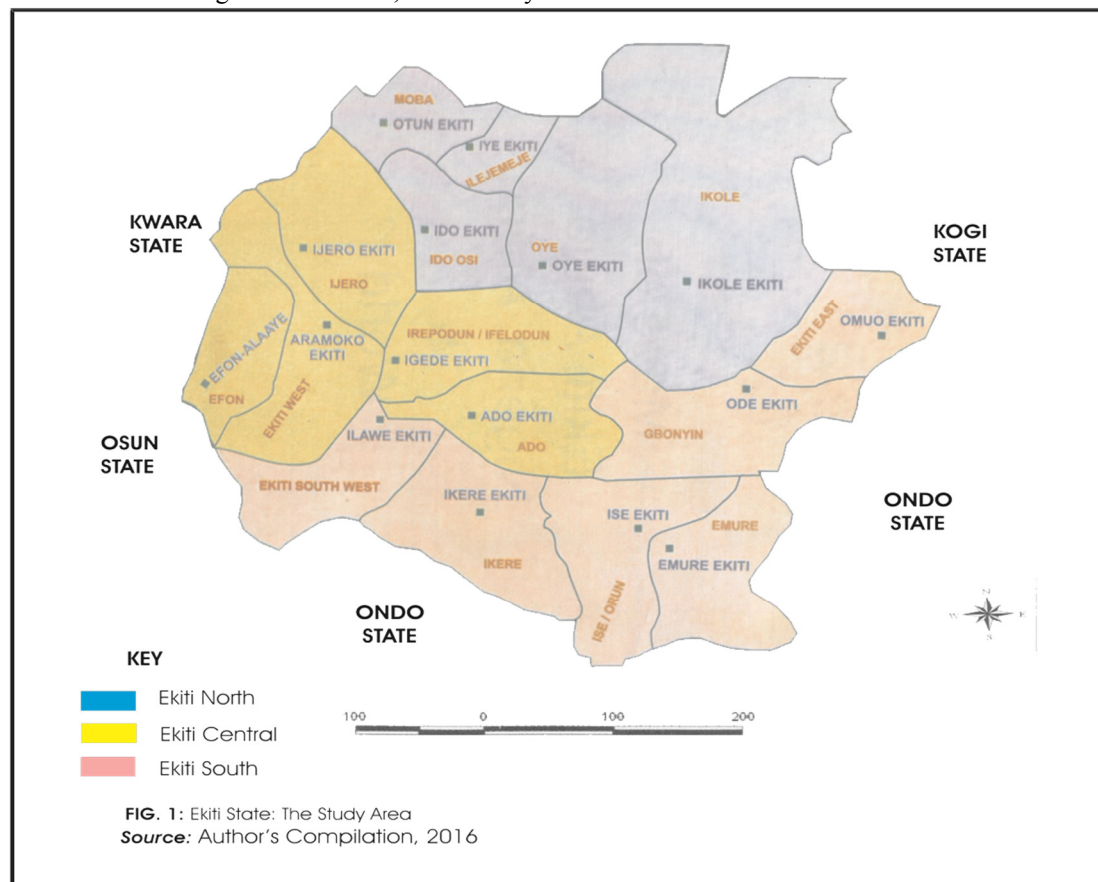 MOBA
OTUN EKITI
IYE EKITI
ILEJEMEJE
IKOLE
KWARA
STATE
IDO EKITI
KOGI
STATE
IJERO EKITI
OYE
IDO OSI
OYE EKITI
IJERO
IKOLE EKITI
OMUO EKITI
EKITI EAST
EFON-ALAAYE
ARAMOKO
EKITI
IREPODUN / IFELODUN
IGEDE EKITI
ODE EKITI
EFON
EKITI WEST
ADO EKITI
ILAWE EKITI
ADO
GBONYIN
OSUN
STATE
EKITI SOUTH WEST
IKERE EKITI
ISE EKITI
EMURE
ONDO
STATE
IKERE
EMURE EKITI
ISE / ORUN
ONDO
STATE
N
W
E
S
KEY
Ekiti North
Ekiti Central
Ekiti South
100
0
100
200
FIG. 1: Ekiti State: The Study Area
Source: Author's Compilation, 2016